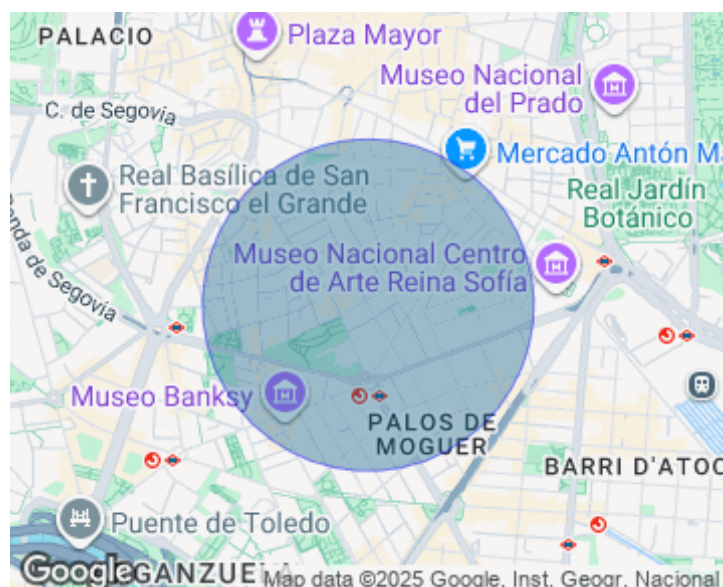 PALACIO
Plaza Mayor
Museo Nacional
del Prado
C. de Segovia
Mercado Antón M
Real Basílica de San
Francisco el Grande
Real Jardín
Botánico
Museo Nacional Centro
de Arte Reina Sofía
Ronda de Segovia
Museo Banksy
PALOS DE
MOGUER
BARRI D'ATOC
Puente de Toledo
Google
GANZUE
Map data ©2025 Google, Inst. Geogr. Nacional